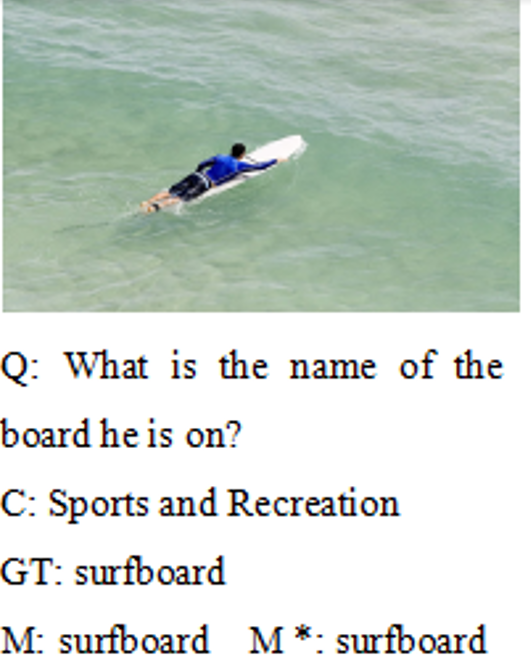 Q: What is the name of the
board he is on?
C: Sports and Recreation
GT: surfboard
M: surfboard M *: surfboard